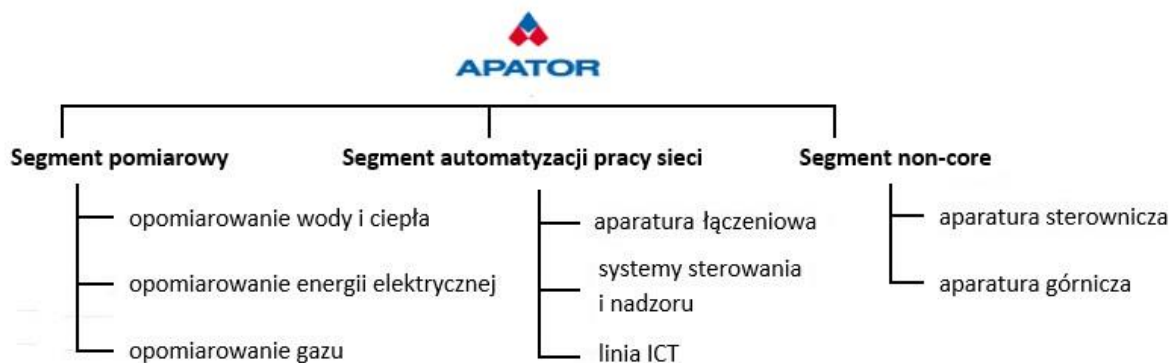 APATOR
Segment pomiarowy
opomiarowanie wody i ciepła
opomiarowanie energii elektrycznej
opomiarowanie gazu
Segment automatyzacji pracy sieci
aparatura łączeniowa
systemy sterowania
i nadzoru
linia ICT
Segment non-core
aparatura sterownicza
aparatura górnicza